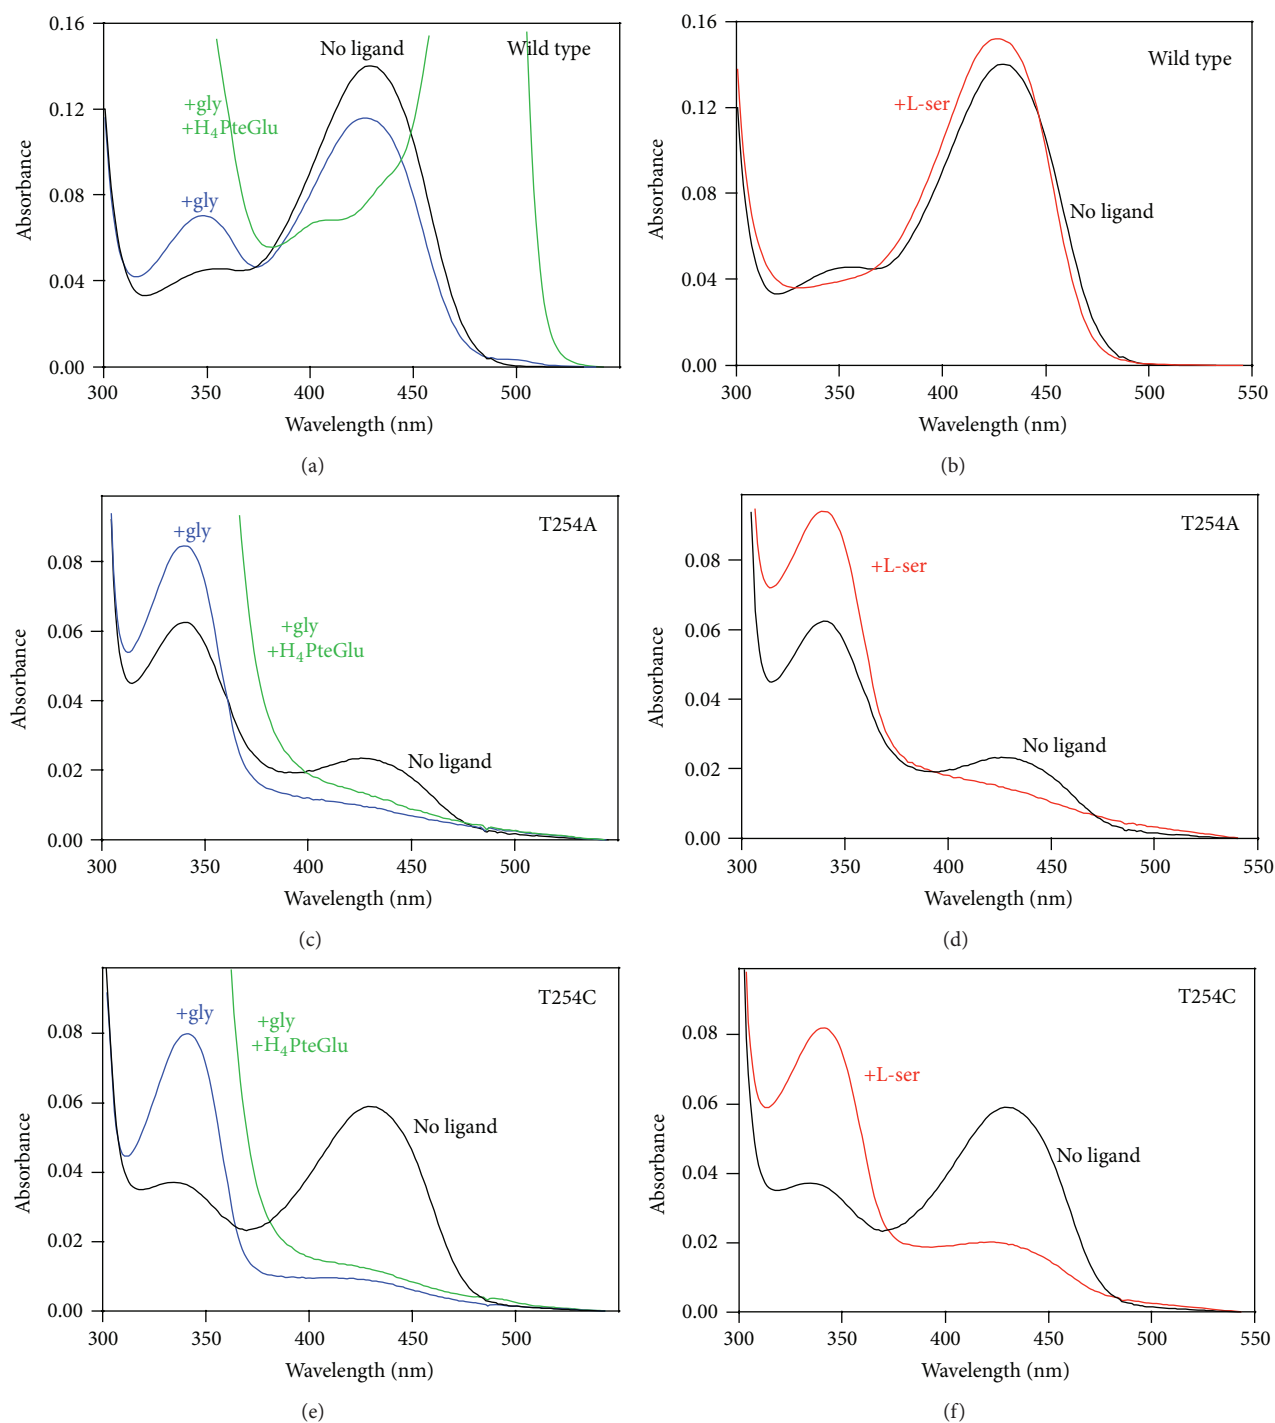 0.16
0.12
0.08
0.04
0.00
Absorbance
No ligand
Wild type
+gly
+H₄PteGlu
+gly
300 350 400 450 500
Wavelength (nm)
(a)
0.16
0.12
0.08
0.04
0.00
Absorbance
Wild type
+L-ser
No ligand
300 350 400 450 500 550
Wavelength (nm)
(b)
0.08
0.06
0.04
0.02
0.00
Absorbance
T254A
+gly
+gly
+H₄PteGlu
No ligand
300 350 400 450 500
Wavelength (nm)
(c)
0.08
0.06
0.04
0.02
0.00
Absorbance
T254A
+L-ser
No ligand
300 350 400 450 500 550
Wavelength (nm)
(d)
0.08
0.06
0.04
0.02
0.00
Absorbance
T254C
+gly
+gly
+H₄PteGlu
No ligand
300 350 400 450 500
Wavelength (nm)
(e)
0.08
0.06
0.04
0.02
0.00
Absorbance
T254C
+L-ser
No ligand
300 350 400 450 500 550
Wavelength (nm)
(f)